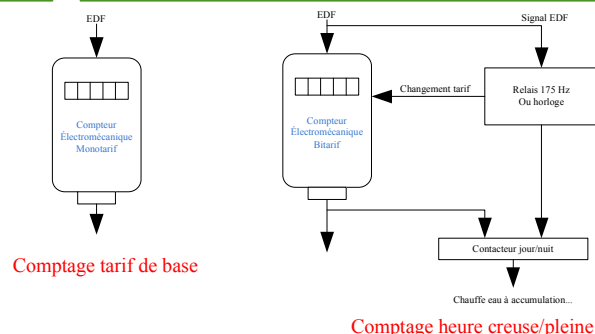 EDF
Compteur
Électromécanique
Monotarif
Comptage tarif de base
EDF
Signal EDF
Compteur
Électromécanique
Bitarif
Changement tarif
Relais 175 Hz
Ou horloge
Contacteur jour/nuit
Chauffe eau à accumulation...
Comptage heure creuse/pleine